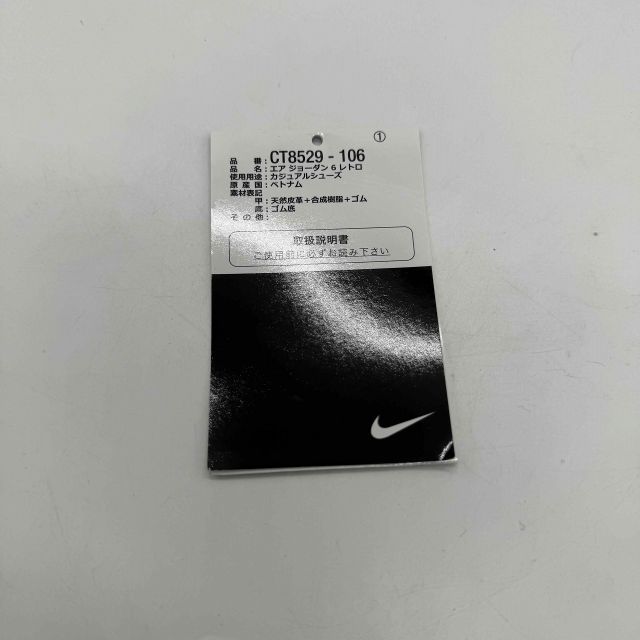 ①
品番：CT8529 - 106
品名：エア ジョーダン 6 レトロ
使用用途：カジュアルシューズ
原産国：ベトナム
素材表記
甲：天然皮革＋合成樹脂＋ゴム
底：ゴム底
その他：
取扱説明書
ご使用前に必ずお読み下さい